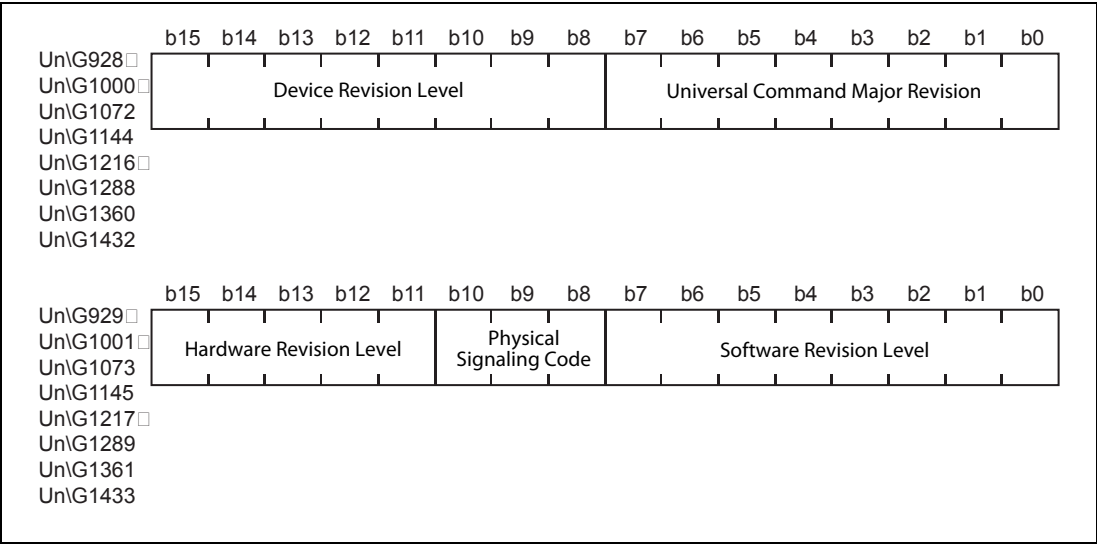 b15 b14 b13 b12 b11 b10 b9 b8 b7 b6 b5 b4 b3 b2 b1 b0
Un\G928□
Un\G1000□
Un\G1072
Un\G1144
Un\G1216□
Un\G1288
Un\G1360
Un\G1432
Device Revision Level
Universal Command Major Revision
b15 b14 b13 b12 b11 b10 b9 b8 b7 b6 b5 b4 b3 b2 b1 b0
Un\G929□
Un\G1001□
Un\G1073
Un\G1145
Un\G1217□
Un\G1289
Un\G1361
Un\G1433
Hardware Revision Level
Physical
Signaling Code
Software Revision Level